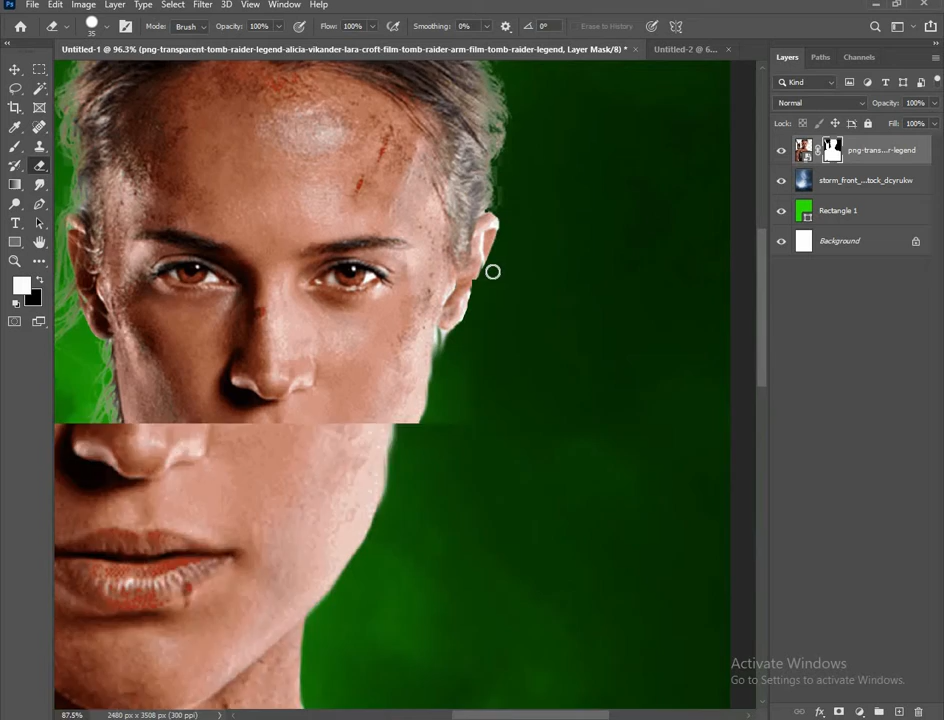 Ps File Edit Image Layer Type Select Filter 3D View Window Help
35 Mode: Brush Opacity: 100% Flow: 100% Smoothing: 0% 0° Erase to History
Untitled-1 @ 96.3% (png-transparent-tomb-raider-legend-alicia-vikander-lara-croft-film-tomb-raider-arm-film-tomb-raider-legend, Layer Mask/8) * × Untitled-2 @ 6... ×
Layers Paths Channels
Kind
Normal Opacity: 100%
Lock: Fill: 100%
png-trans...r-legend
storm_front_...tock_dcyrukw
Rectangle 1
Background
Activate Windows
Go to Settings to activate Windows.
87.5% 2480 px x 3508 px (300 ppi)